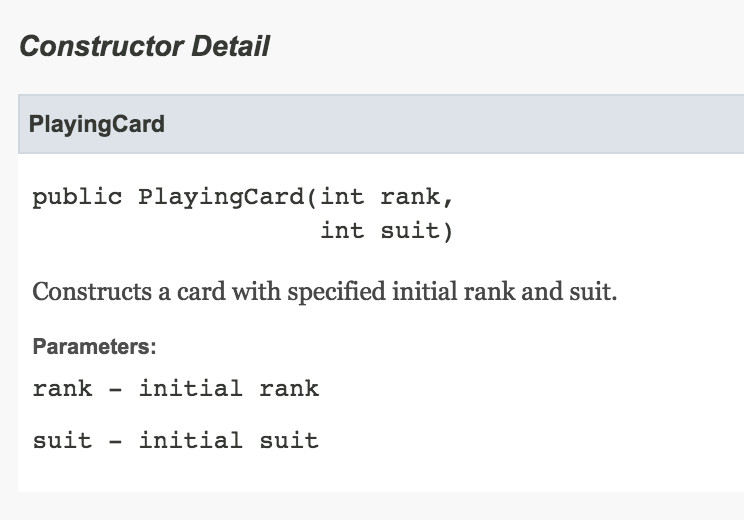 Constructor Detail
PlayingCard
public PlayingCard(int rank,
int suit)
Constructs a card with specified initial rank and suit.
Parameters:
rank - initial rank
suit - initial suit